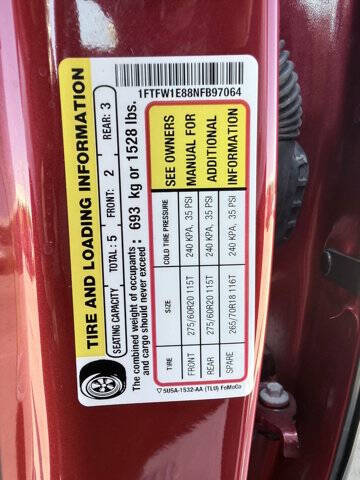 1FTFW1E88NFB97064
TIRE AND LOADING INFORMATION
SEATING CAPACITY TOTAL: 5 FRONT: 2 REAR: 3
The combined weight of occupants
and cargo should never exceed : 693 kg or 1528 lbs.
TIRE SIZE COLD TIRE PRESSURE
FRONT 275/60R20 115T 240 KPA, 35 PSI
REAR 275/60R20 115T 240 KPA, 35 PSI
SPARE 265/70R18 116T 240 KPA, 35 PSI
SEE OWNERS
MANUAL FOR
ADDITIONAL
INFORMATION
5U5A-1532-AA (TLU) FoMoCo